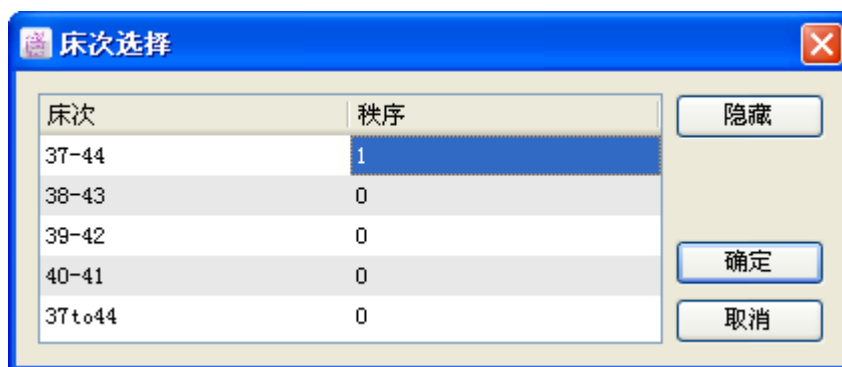 床次选择
床次 秩序 隐藏
37-44 1
38-43 0
39-42 0
40-41 0 确定
37to44 0 取消